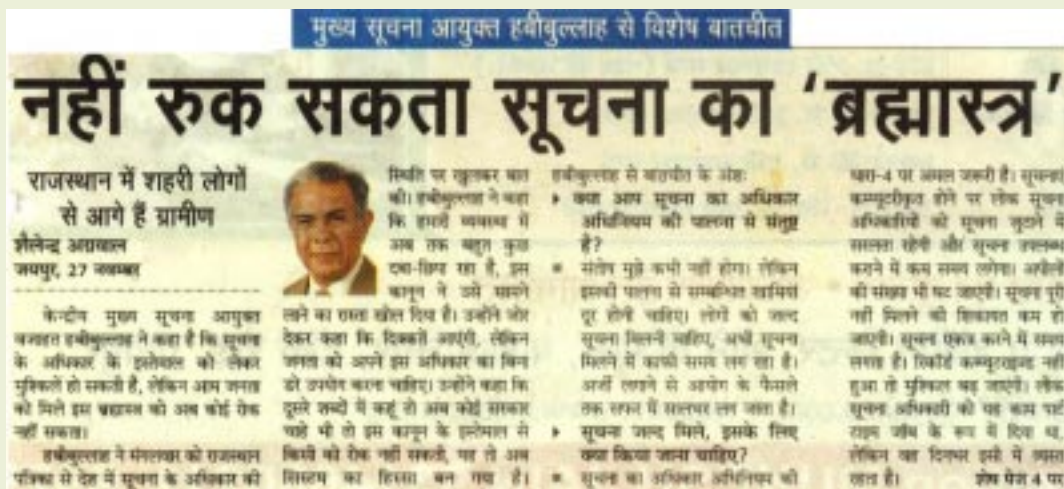 मुख्य सूचना आयुक्त हबीबुल्लाह से विशेष बातचीत
नहीं रुक सकता सूचना का 'ब्रह्मास्त्र'
राजस्थान में शहरी लोगों
से आगे हैं ग्रामीण
शैलेन्द्र अग्रवाल
जयपुर, 27 नवम्बर
केन्द्रीय मुख्य सूचना आयुक्त
वजाहत हबीबुल्लाह ने कहा है कि सूचना
के अधिकार के इस्तेमाल को लेकर
मुश्किलें हो सकती है, लेकिन आम जनता
को मिले इस ब्रह्मास्त्र को अब कोई रोक
नहीं सकता।
हबीबुल्लाह ने मंगलवार को राजस्थान
पत्रिका से देश में सूचना के अधिकार की
स्थिति पर खुलकर बात
की। हबीबुल्लाह ने कहा
कि हमारी व्यवस्था में
अब तक बहुत कुछ
दबा-छिपा रहा है, इस
कानून ने उसे सामने
लाने का रास्ता खोल दिया है। उन्होंने जोर
देकर कहा कि दिक्कतें आएंगी, लेकिन
जनता को अपने इस अधिकार का बिना
डरे उपयोग करना चाहिए। उन्होंने कहा कि
दूसरे शब्दों में कहूं तो अब कोई सरकार
चाहे भी तो इस कानून के इस्तेमाल से
किसी को रोक नहीं सकती, यह तो अब
सिस्टम का हिस्सा बन गया है।
हबीबुल्लाह से बातचीत के अंश:
क्या आप सूचना का अधिकार
अधिनियम की पालना से संतुष्ट
है?
संतोष मुझे कभी नहीं होगा। लेकिन
इसकी पालना से सम्बन्धित खामियां
दूर होनी चाहिए। लोगों को जल्द
सूचना मिलनी चाहिए, अभी सूचना
मिलने में काफी समय लग रहा है।
अर्जी लगाने से आयोग के फैसले
तक सफर में सालभर लग जाता है।
सूचना जल्द मिले, इसके लिए
क्या किया जाना चाहिए?
सूचना का अधिकार अधिनियम की
धारा-4 पर अमल जरूरी है। सूचनाएं
कम्प्यूटरीकृत होने पर लोक सूचना
अधिकारियों को सूचना जुटाने
सरलता रहेगी और सूचना उपलब्ध
कराने में कम समय लगेगा। अपीलों
की संख्या भी घट जाएगी। सूचना पूरी
नहीं मिलने की शिकायत कम हो
जाएगी। सूचना एकत्र करने में समय
लगता है। रिकॉर्ड कम्प्यूटराइज्ड नहीं
हुआ तो मुश्किल बढ़ जाएगी। लोक
सूचना अधिकारी को यह काम पार्ट
टाइम जॉब के रूप में दिया था,
लेकिन वह दिनभर इसी में व्यस्त
रहता है।
शेष पेज 4 पर